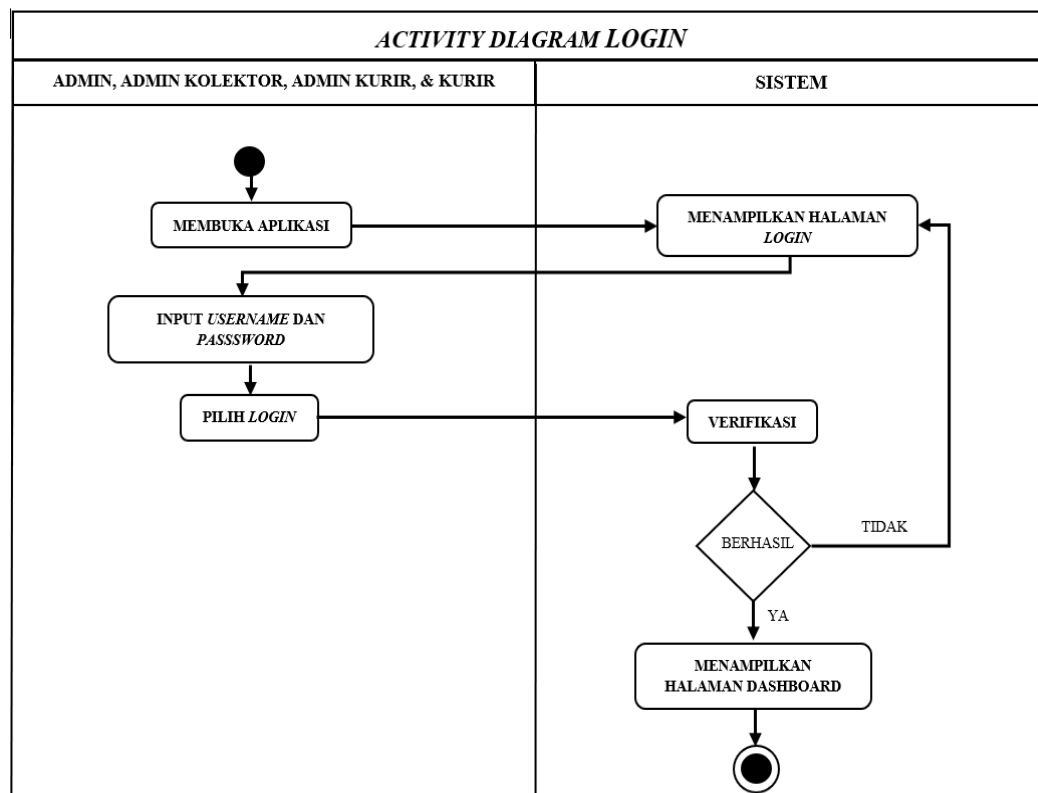 ACTIVITY DIAGRAM LOGIN
ADMIN, ADMIN KOLEKTOR, ADMIN KURIR, & KURIR
SISTEM
MEMBUKA APLIKASI
MENAMPILKAN HALAMAN
LOGIN
INPUT USERNAME DAN
PASSSWORD
PILIH LOGIN
VERIFIKASI
BERHASIL
TIDAK
YA
MENAMPILKAN
HALAMAN DASHBOARD